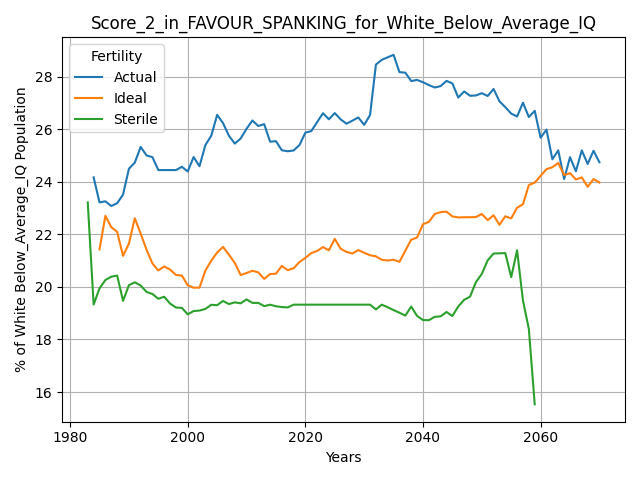 Score_2_in_FAVOUR_SPANKING_for_White_Below_Average_IQ
Fertility
Actual
Ideal
Sterile
% of White Below_Average_IQ Population
28
26
24
22
20
18
16
1980
2000
2020
2040
2060
Years